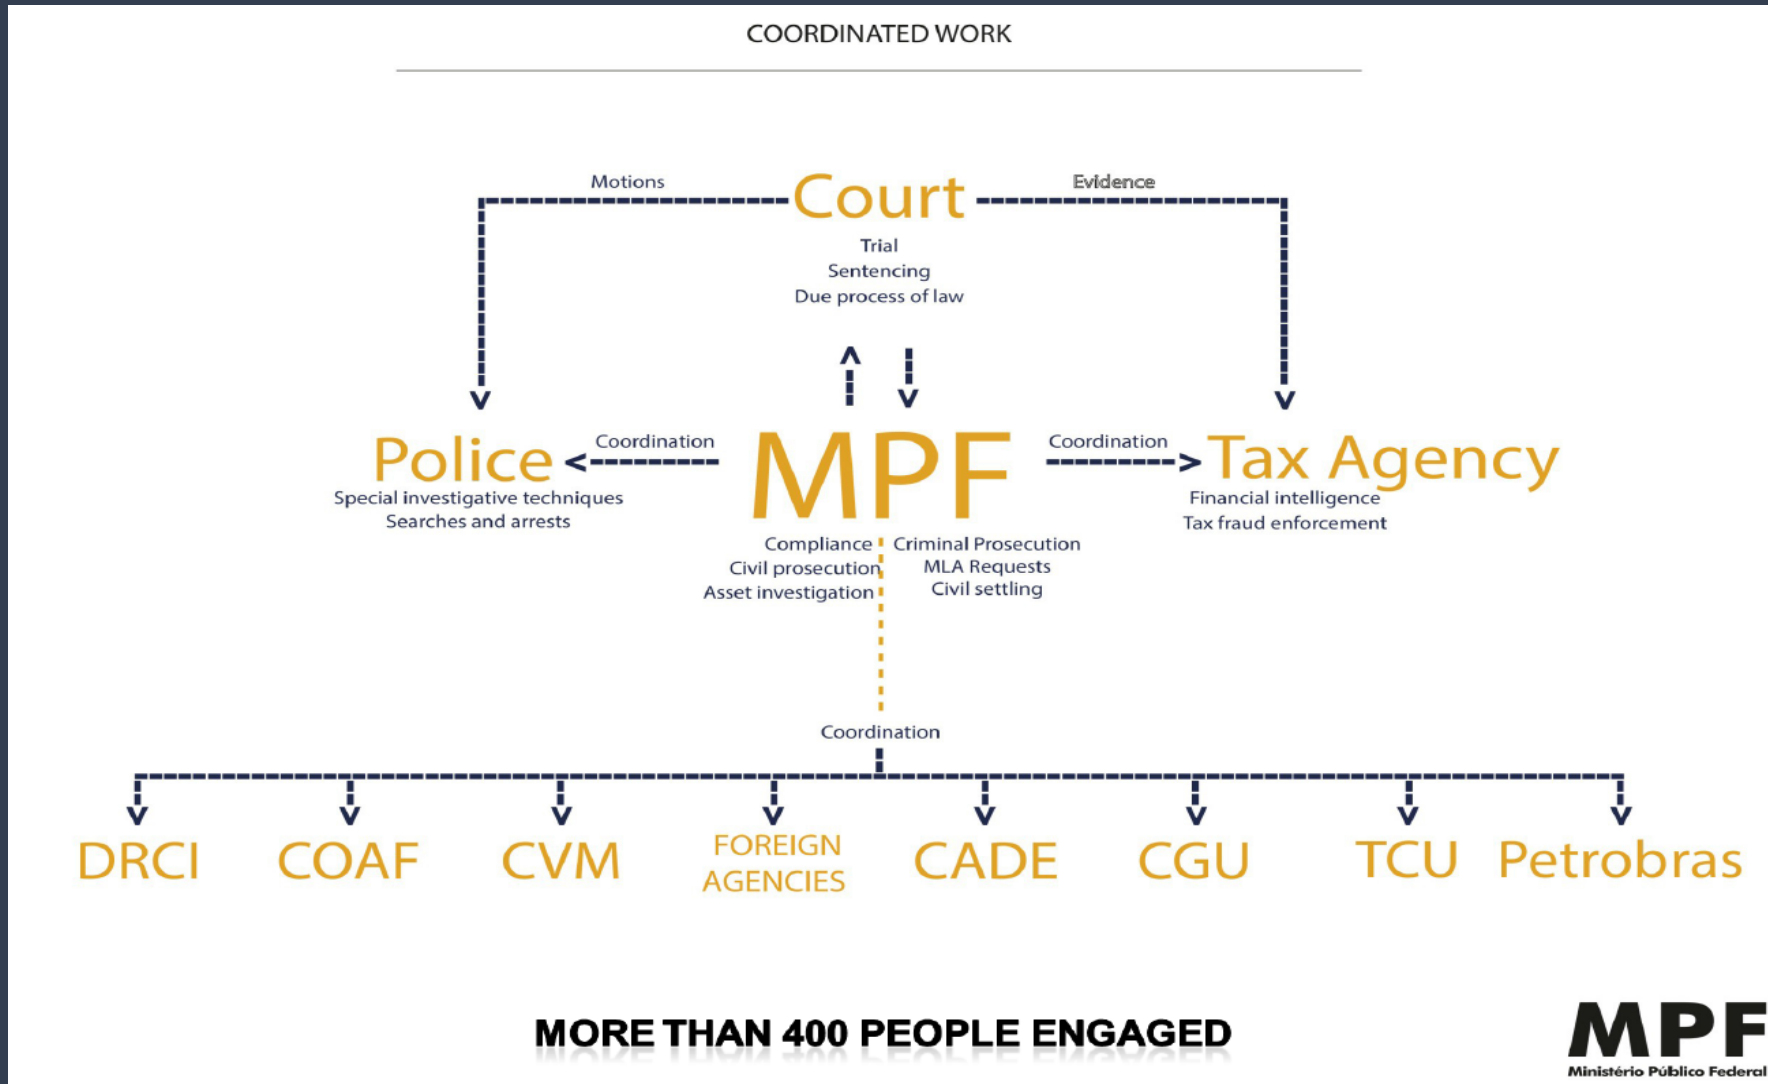 COORDINATED WORK
Motions
Court
Evidence
Trial
Sentencing
Due process of law
Police
Coordination
MPF
Coordination
Tax Agency
Special investigative techniques
Searches and arrests
Financial intelligence
Tax fraud enforcement
Compliance
Civil prosecution
Asset investigation
Criminal Prosecution
MLA Requests
Civil settling
Coordination
DRCI
COAF
CVM
FOREIGN
AGENCIES
CADE
CGU
TCU
Petrobras
MORE THAN 400 PEOPLE ENGAGED
MPF
Ministério Público Federal